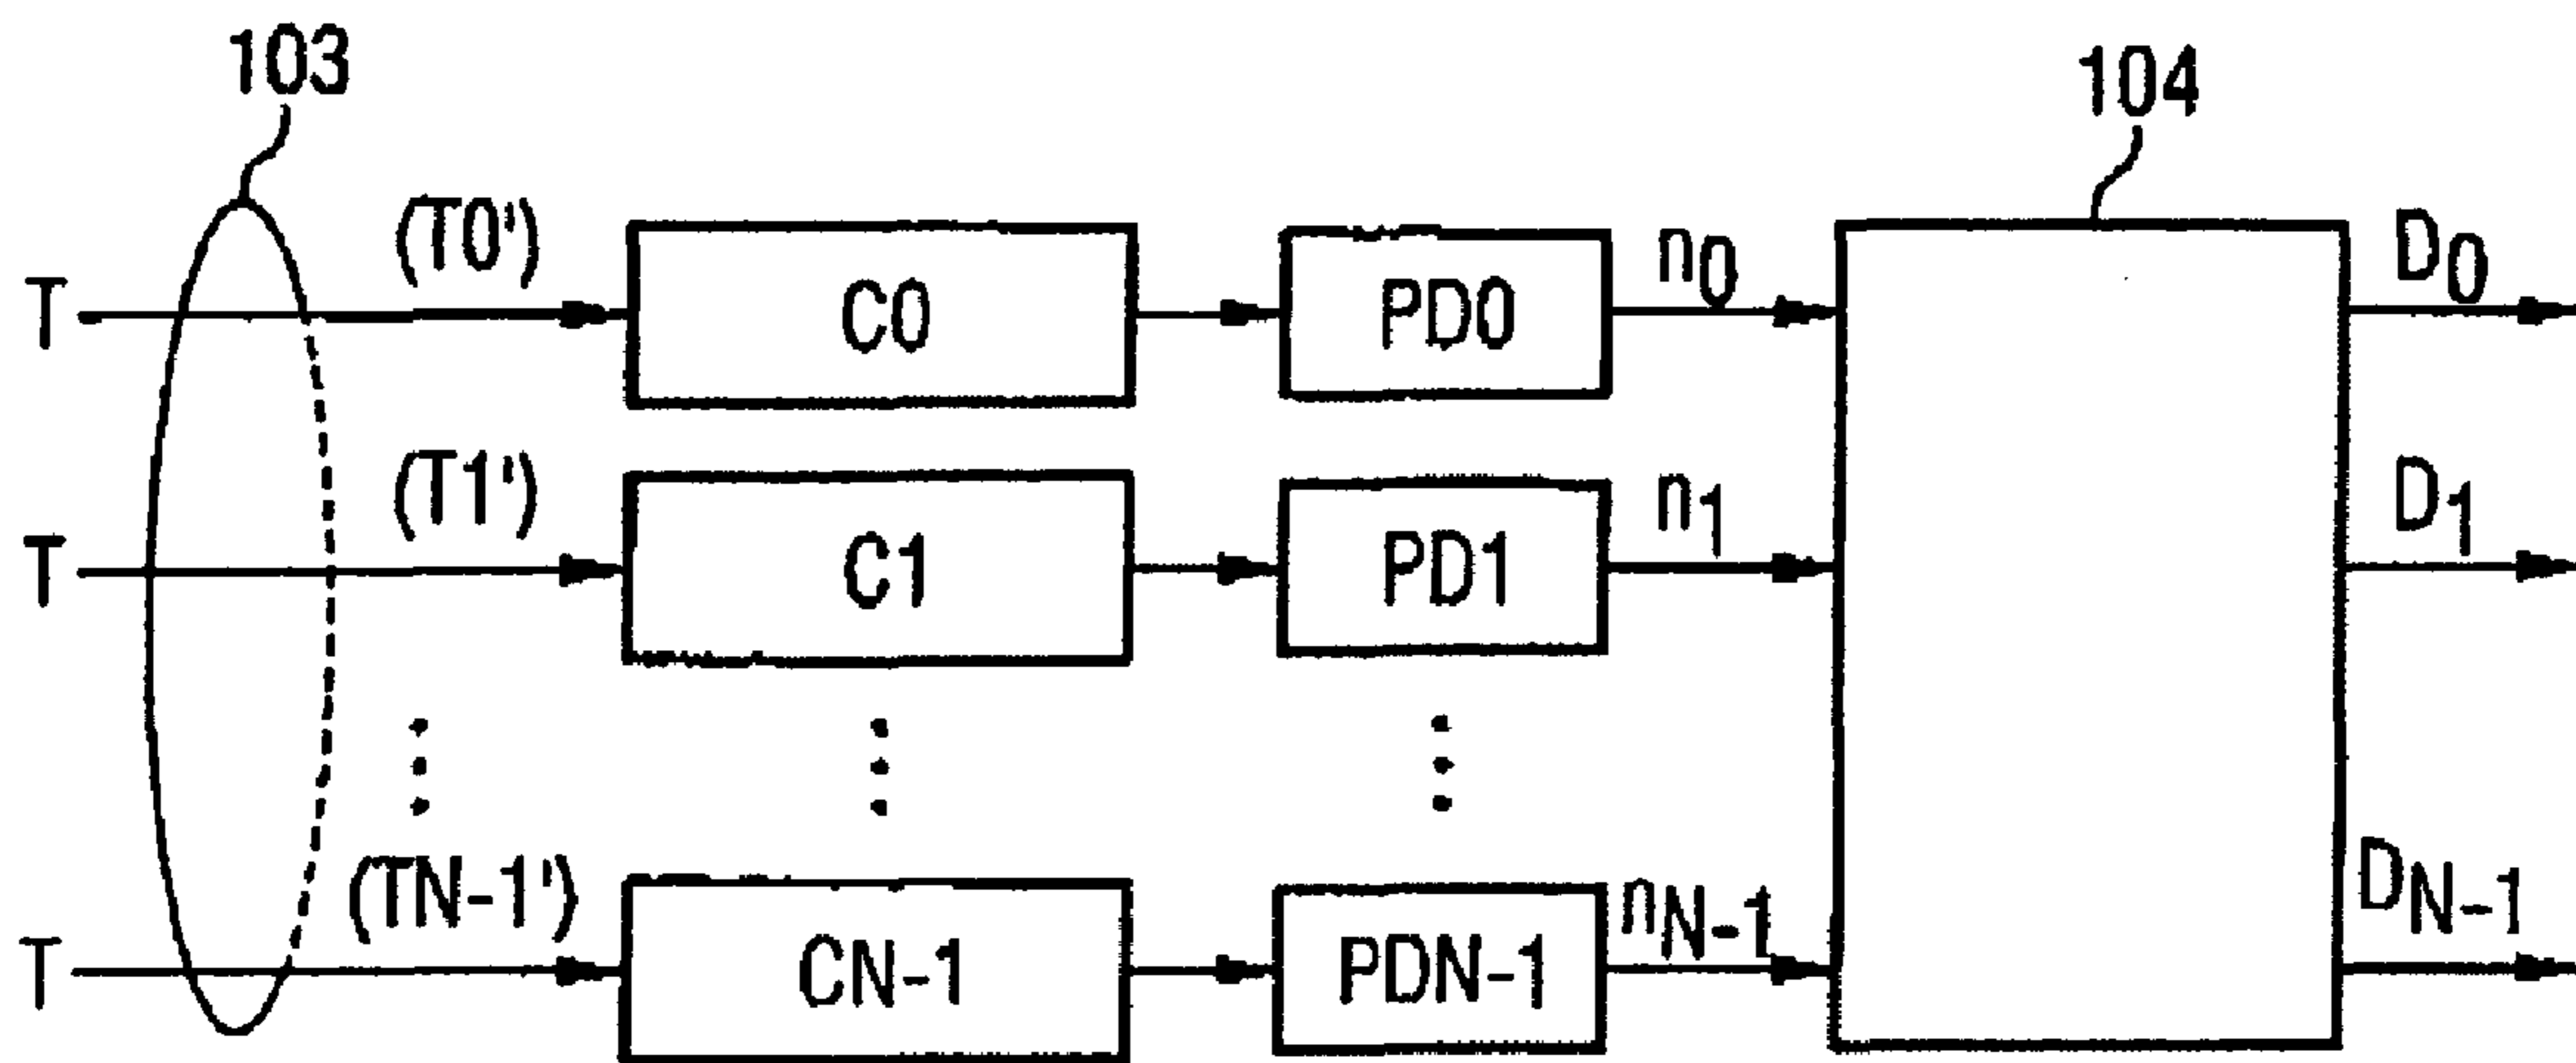 103
104
T (T0') C0 PD0 n0 D0
T (T1') C1 PD1 n1 D1
T (TN-1') CN-1 PDN-1 nN-1 DN-1